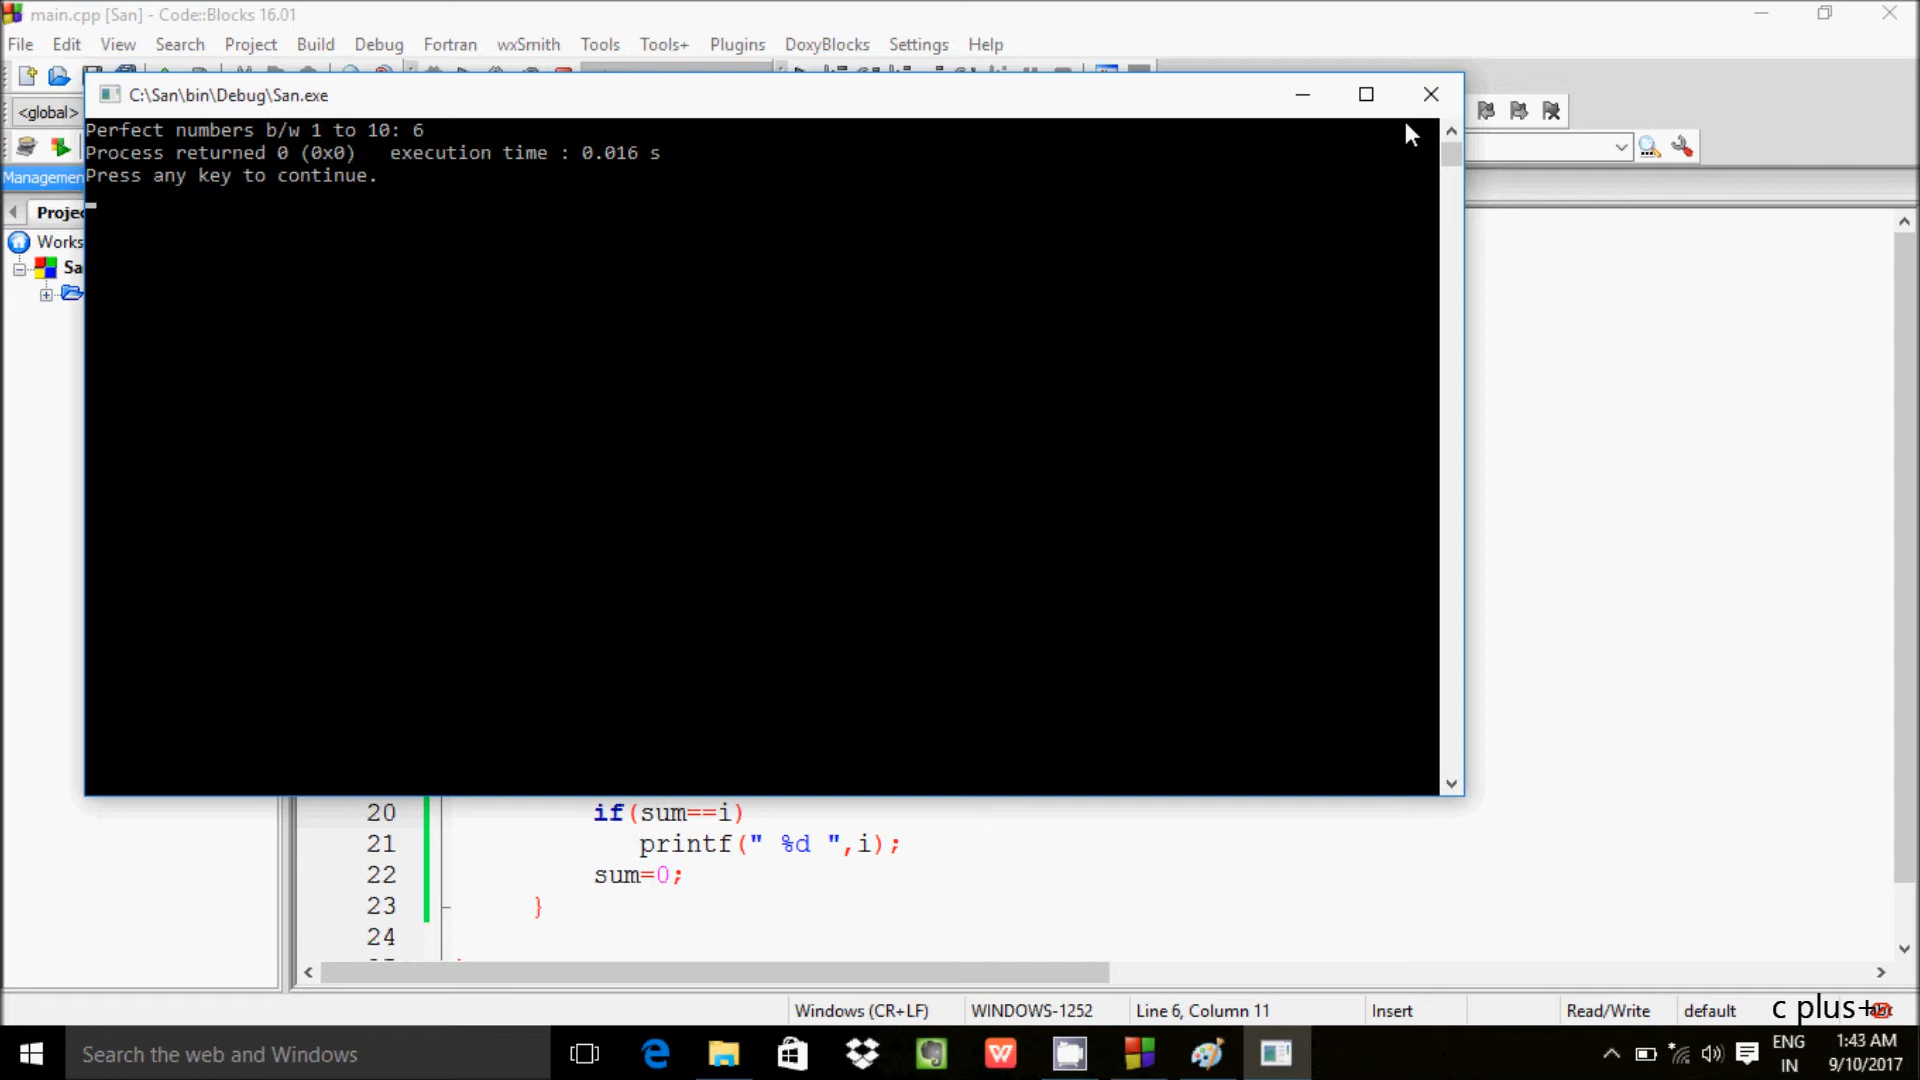 main.cpp [San] - Code::Blocks 16.01
File Edit View Search Project Build Debug Fortran wxSmith Tools Tools+ Plugins DoxyBlocks Settings Help
C:\San\bin\Debug\San.exe
<global>
Perfect numbers b/w 1 to 10: 6
Process returned 0 (0x0)   execution time : 0.016 s
Press any key to continue.
20 if(sum==i)
21 printf(" %d ",i);
22 sum=0;
23 }
24
Windows (CR+LF) WINDOWS-1252 Line 6, Column 11 Insert Read/Write default
c plus+
Search the web and Windows
ENG 1:43 AM
IN 9/10/2017